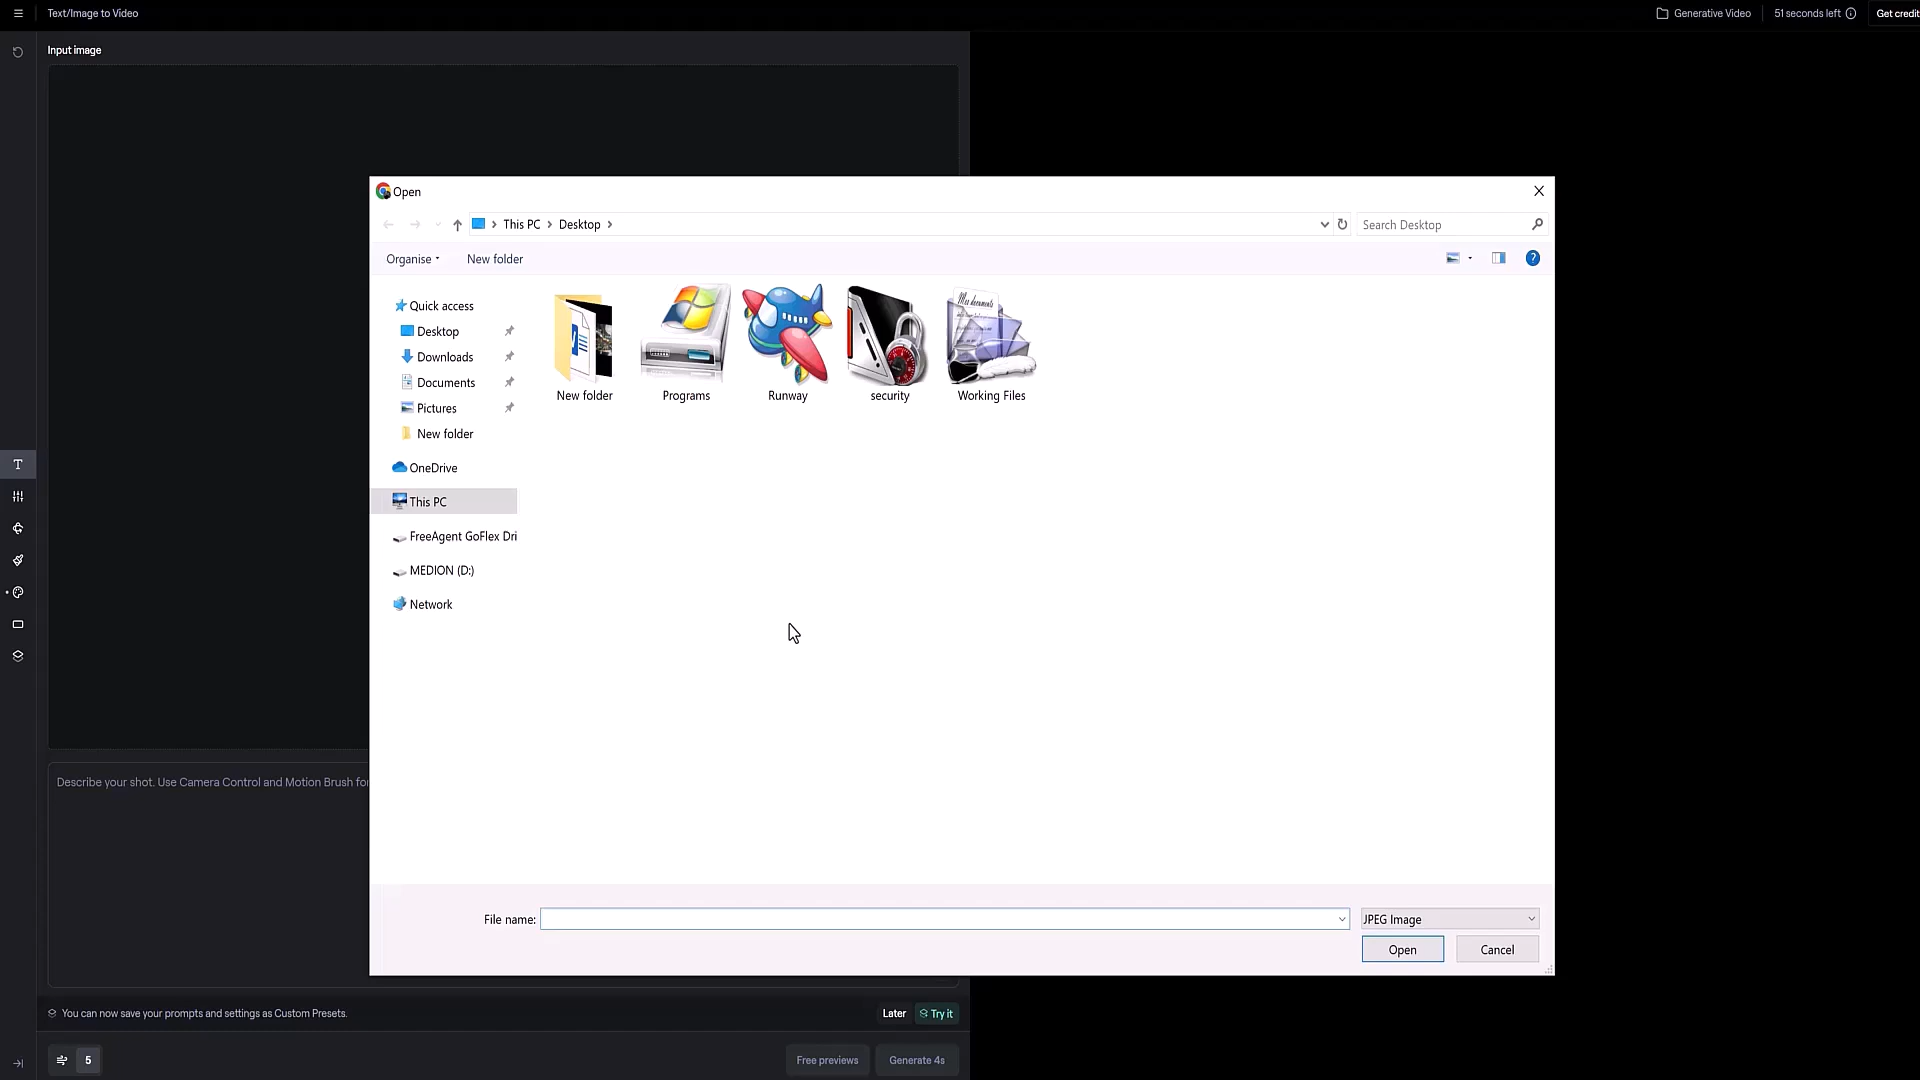 Text/Image to Video
Generative Video
51 seconds left
Get credit
Input image
Open
This PC
Desktop
Search Desktop
Organise
New folder
Quick access
Desktop
Downloads
Documents
Pictures
New folder
OneDrive
This PC
FreeAgent GoFlex Dri
MEDION (D:)
Network
New folder
Programs
Runway
security
Working Files
Describe your shot. Use Camera Control and Motion Brush for
File name:
JPEG Image
Open
Cancel
You can now save your prompts and settings as Custom Presets.
Later
Try it
5
Free previews
Generate 4s